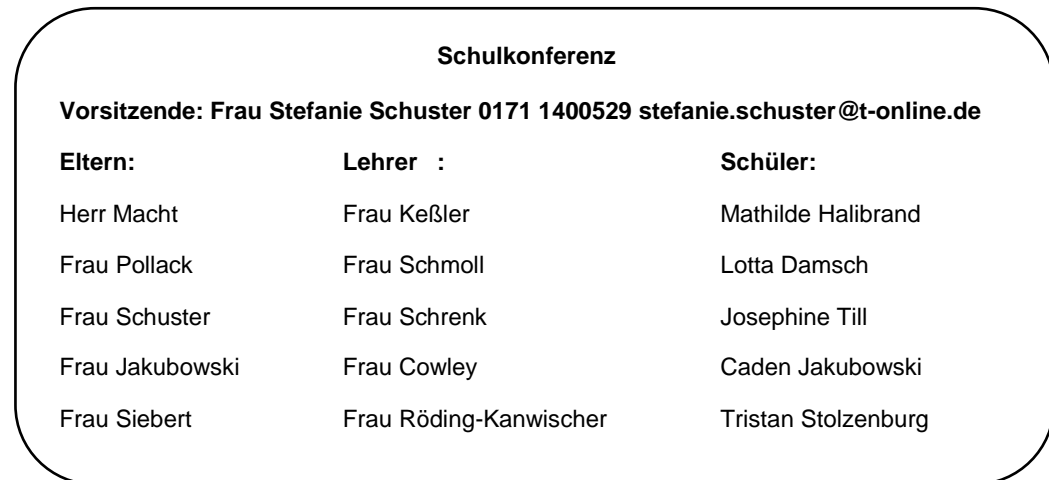 Schulkonferenz
Vorsitzende: Frau Stefanie Schuster 0171 1400529 stefanie.schuster@t-online.de
Eltern: Lehrer : Schüler:
Herr Macht Frau Keßler Mathilde Halibrand
Frau Pollack Frau Schmoll Lotta Damsch
Frau Schuster Frau Schrenk Josephine Till
Frau Jakubowski Frau Cowley Caden Jakubowski
Frau Siebert Frau Röding-Kanwischer Tristan Stolzenburg